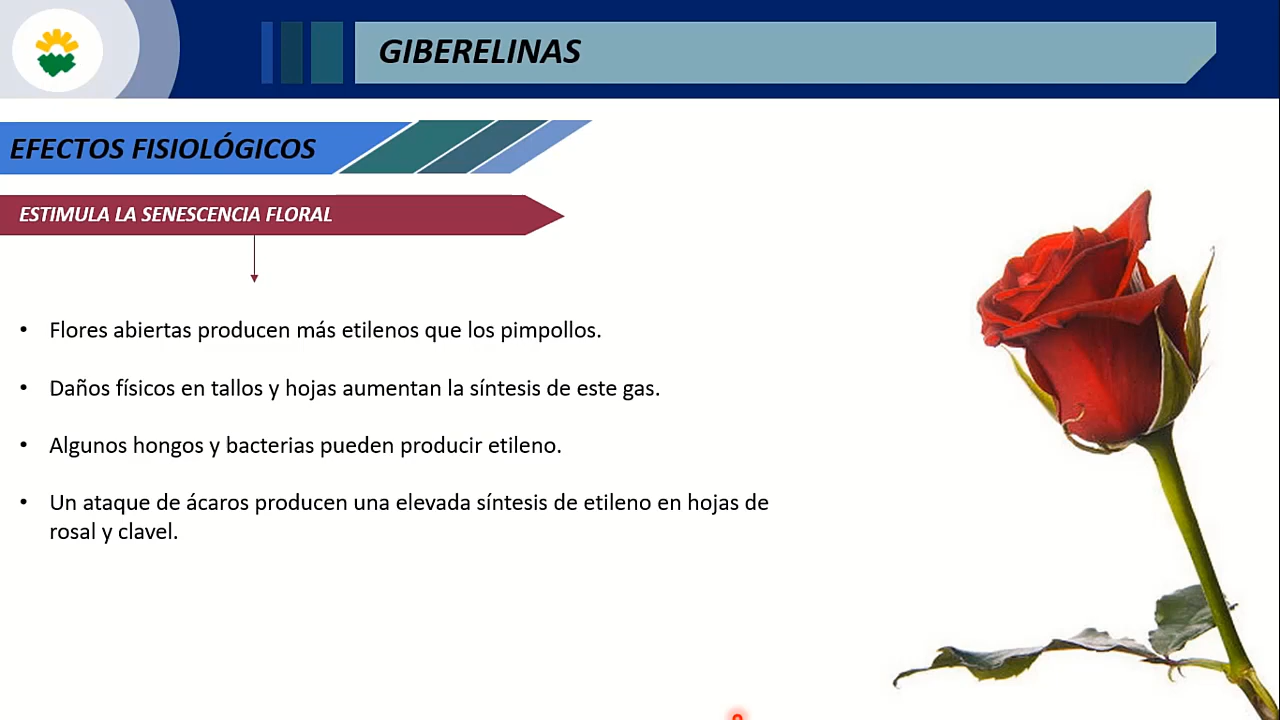 GIBERELINAS
EFECTOS FISIOLÓGICOS
ESTIMULA LA SENESCENCIA FLORAL
• Flores abiertas producen más etilenos que los pimpollos.
• Daños físicos en tallos y hojas aumentan la síntesis de este gas.
• Algunos hongos y bacterias pueden producir etileno.
• Un ataque de ácaros producen una elevada síntesis de etileno en hojas de
rosal y clavel.